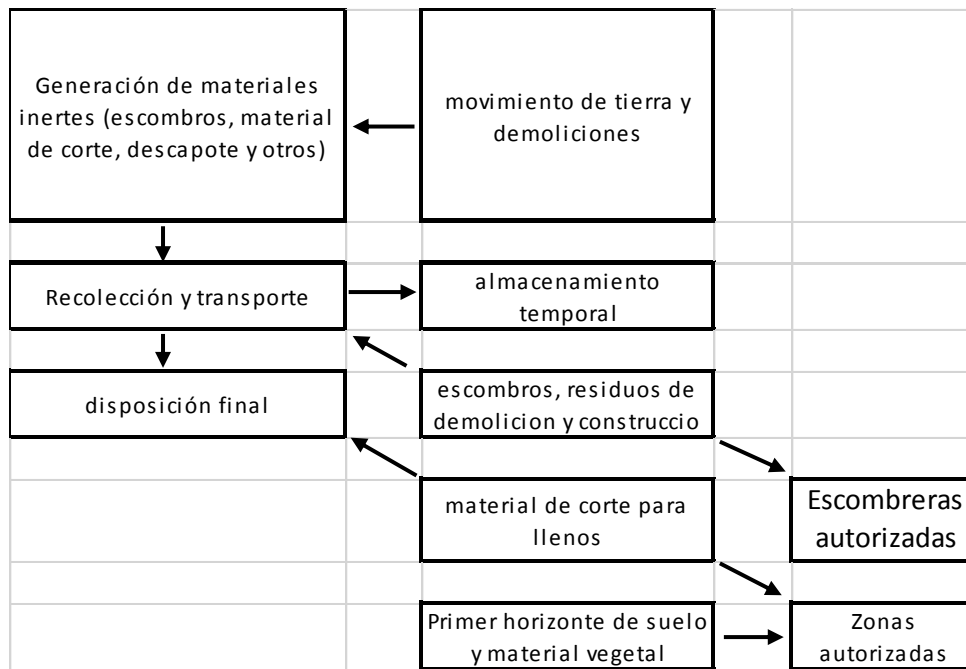 Generación de materiales
inertes (escombros, material
de corte, descapote y otros)
movimiento de tierra y
demoliciones
Recolección y transporte
almacenamiento
temporal
disposición final
escombros, residuos de
demolicion y construccio
material de corte para
llenos
Escombreras
autorizadas
Primer horizonte de suelo
y material vegetal
Zonas
autorizadas